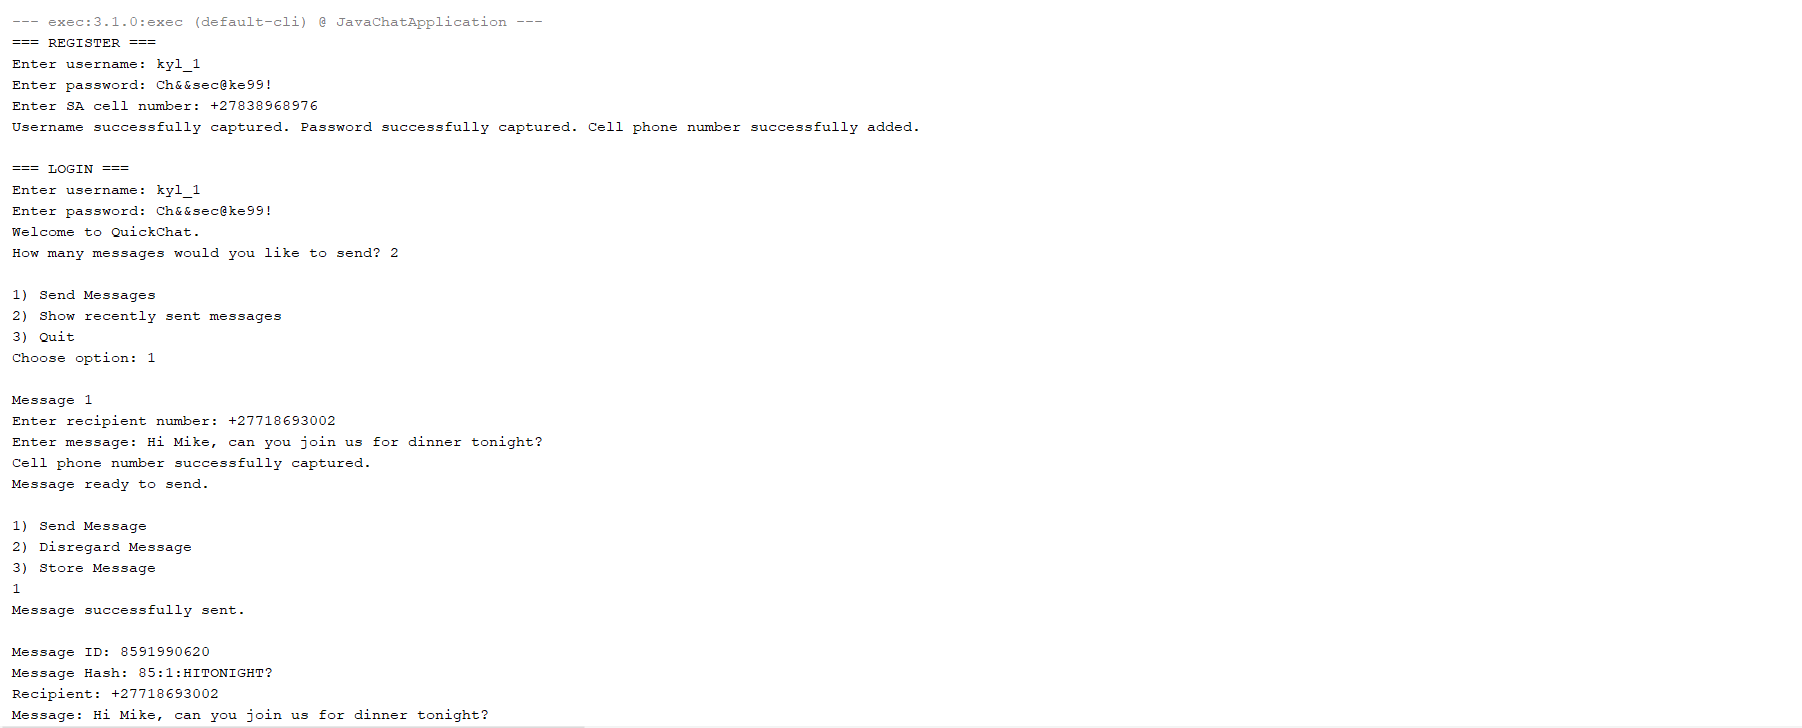 --- exec:3.1.0:exec (default-cli) @ JavaChatApplication ---
=== REGISTER ===
Enter username: kyl_1
Enter password: Ch&&sec@ke99!
Enter SA cell number: +27838968976
Username successfully captured. Password successfully captured. Cell phone number successfully added.
=== LOGIN ===
Enter username: kyl_1
Enter password: Ch&&sec@ke99!
Welcome to QuickChat.
How many messages would you like to send? 2
1) Send Messages
2) Show recently sent messages
3) Quit
Choose option: 1
Message 1
Enter recipient number: +27718693002
Enter message: Hi Mike, can you join us for dinner tonight?
Cell phone number successfully captured.
Message ready to send.
1) Send Message
2) Disregard Message
3) Store Message
1
Message successfully sent.
Message ID: 8591990620
Message Hash: 85:1:HITONIGHT?
Recipient: +27718693002
Message: Hi Mike, can you join us for dinner tonight?